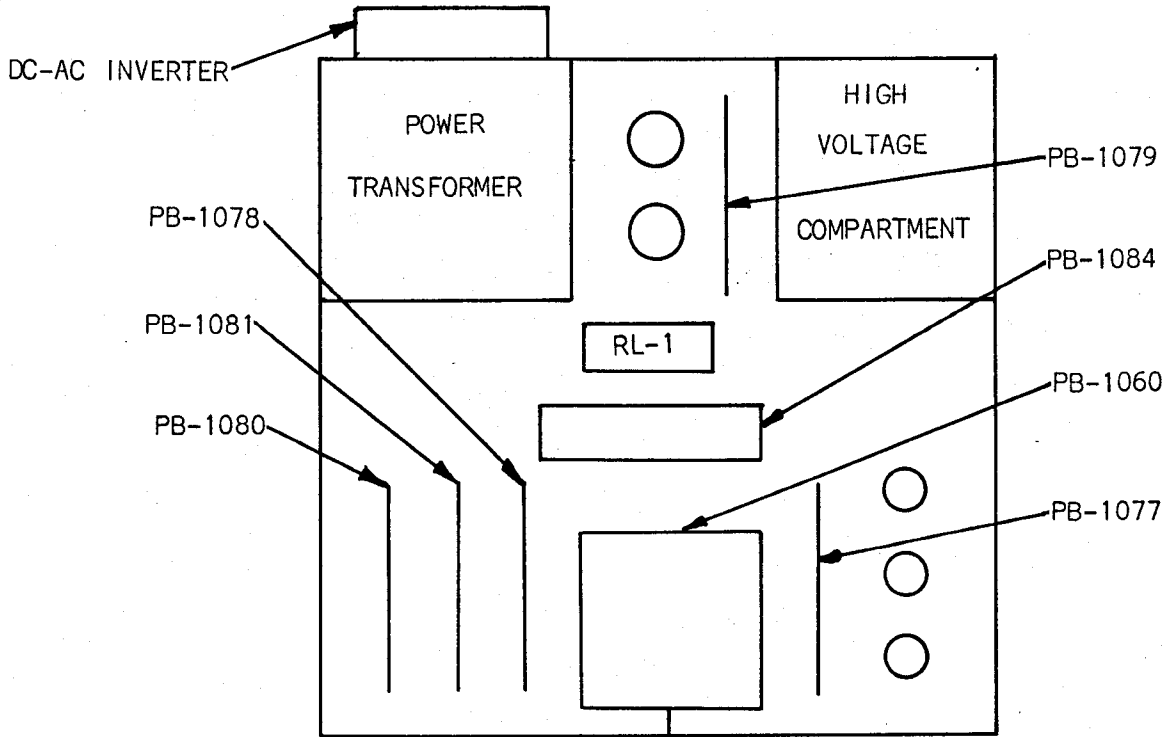 DC-AC INVERTER
POWER
TRANSFORMER
HIGH
VOLTAGE
COMPARTMENT
PB-1079
PB-1078
PB-1084
PB-1081
RL-1
PB-1060
PB-1080
PB-1077